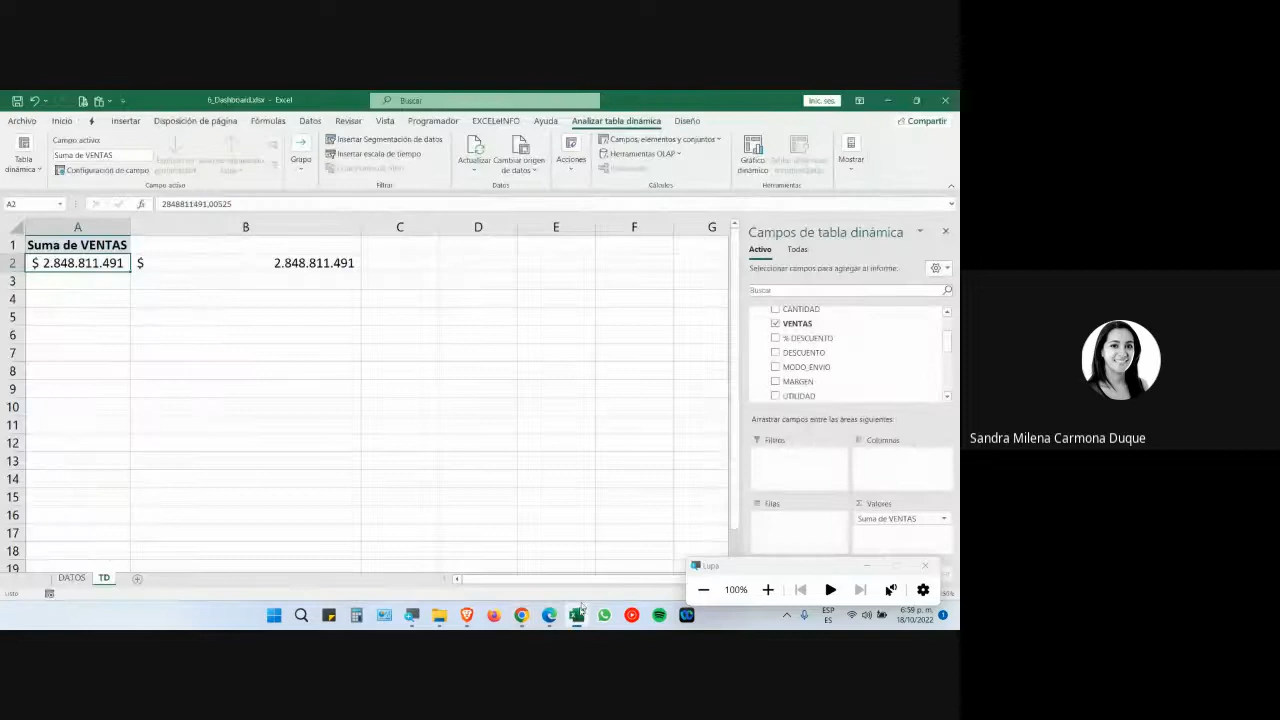 6_Dashboard.xlsx - Excel
Buscar
Inic. ses
Archivo Inicio Insertar Disposición de página Fórmulas Datos Revisar Vista Programador EXCELeINFO Ayuda Analizar tabla dinámica Diseño Compartir
Tabla dinámica
Campo activo:
Suma de VENTAS
Configuración de campo
Campo activo
Grupo
Insertar Segmentación de datos
Insertar escala de tiempo
Filtrar
Actualizar
Cambiar origen de datos
Datos
Acciones
Campos, elementos y conjuntos
Herramientas OLAP
Cálculos
Gráfico dinámico
Herramientas
Mostrar
A2 fx 2848811491,00525
A B C D E F G
1 Suma de VENTAS
2 $ 2.848.811.491 $ 2.848.811.491
3
4
5
6
7
8
9
10
11
12
13
14
15
16
17
18
19
Campos de tabla dinámica
Activo Todas
Seleccionar campos para agregar al informe:
Buscar
CANTIDAD
VENTAS
% DESCUENTO
DESCUENTO
MODO_ENVIO
MARGEN
UTILIDAD
Arrastrar campos entre las áreas siguientes:
Filtros Columnas
Filas Σ Valores
Suma de VENTAS
DATOS TD
Listo
Lupa
100%
ESP
ES
6:59 p. m.
18/10/2022
1
Sandra Milena Carmona Duque